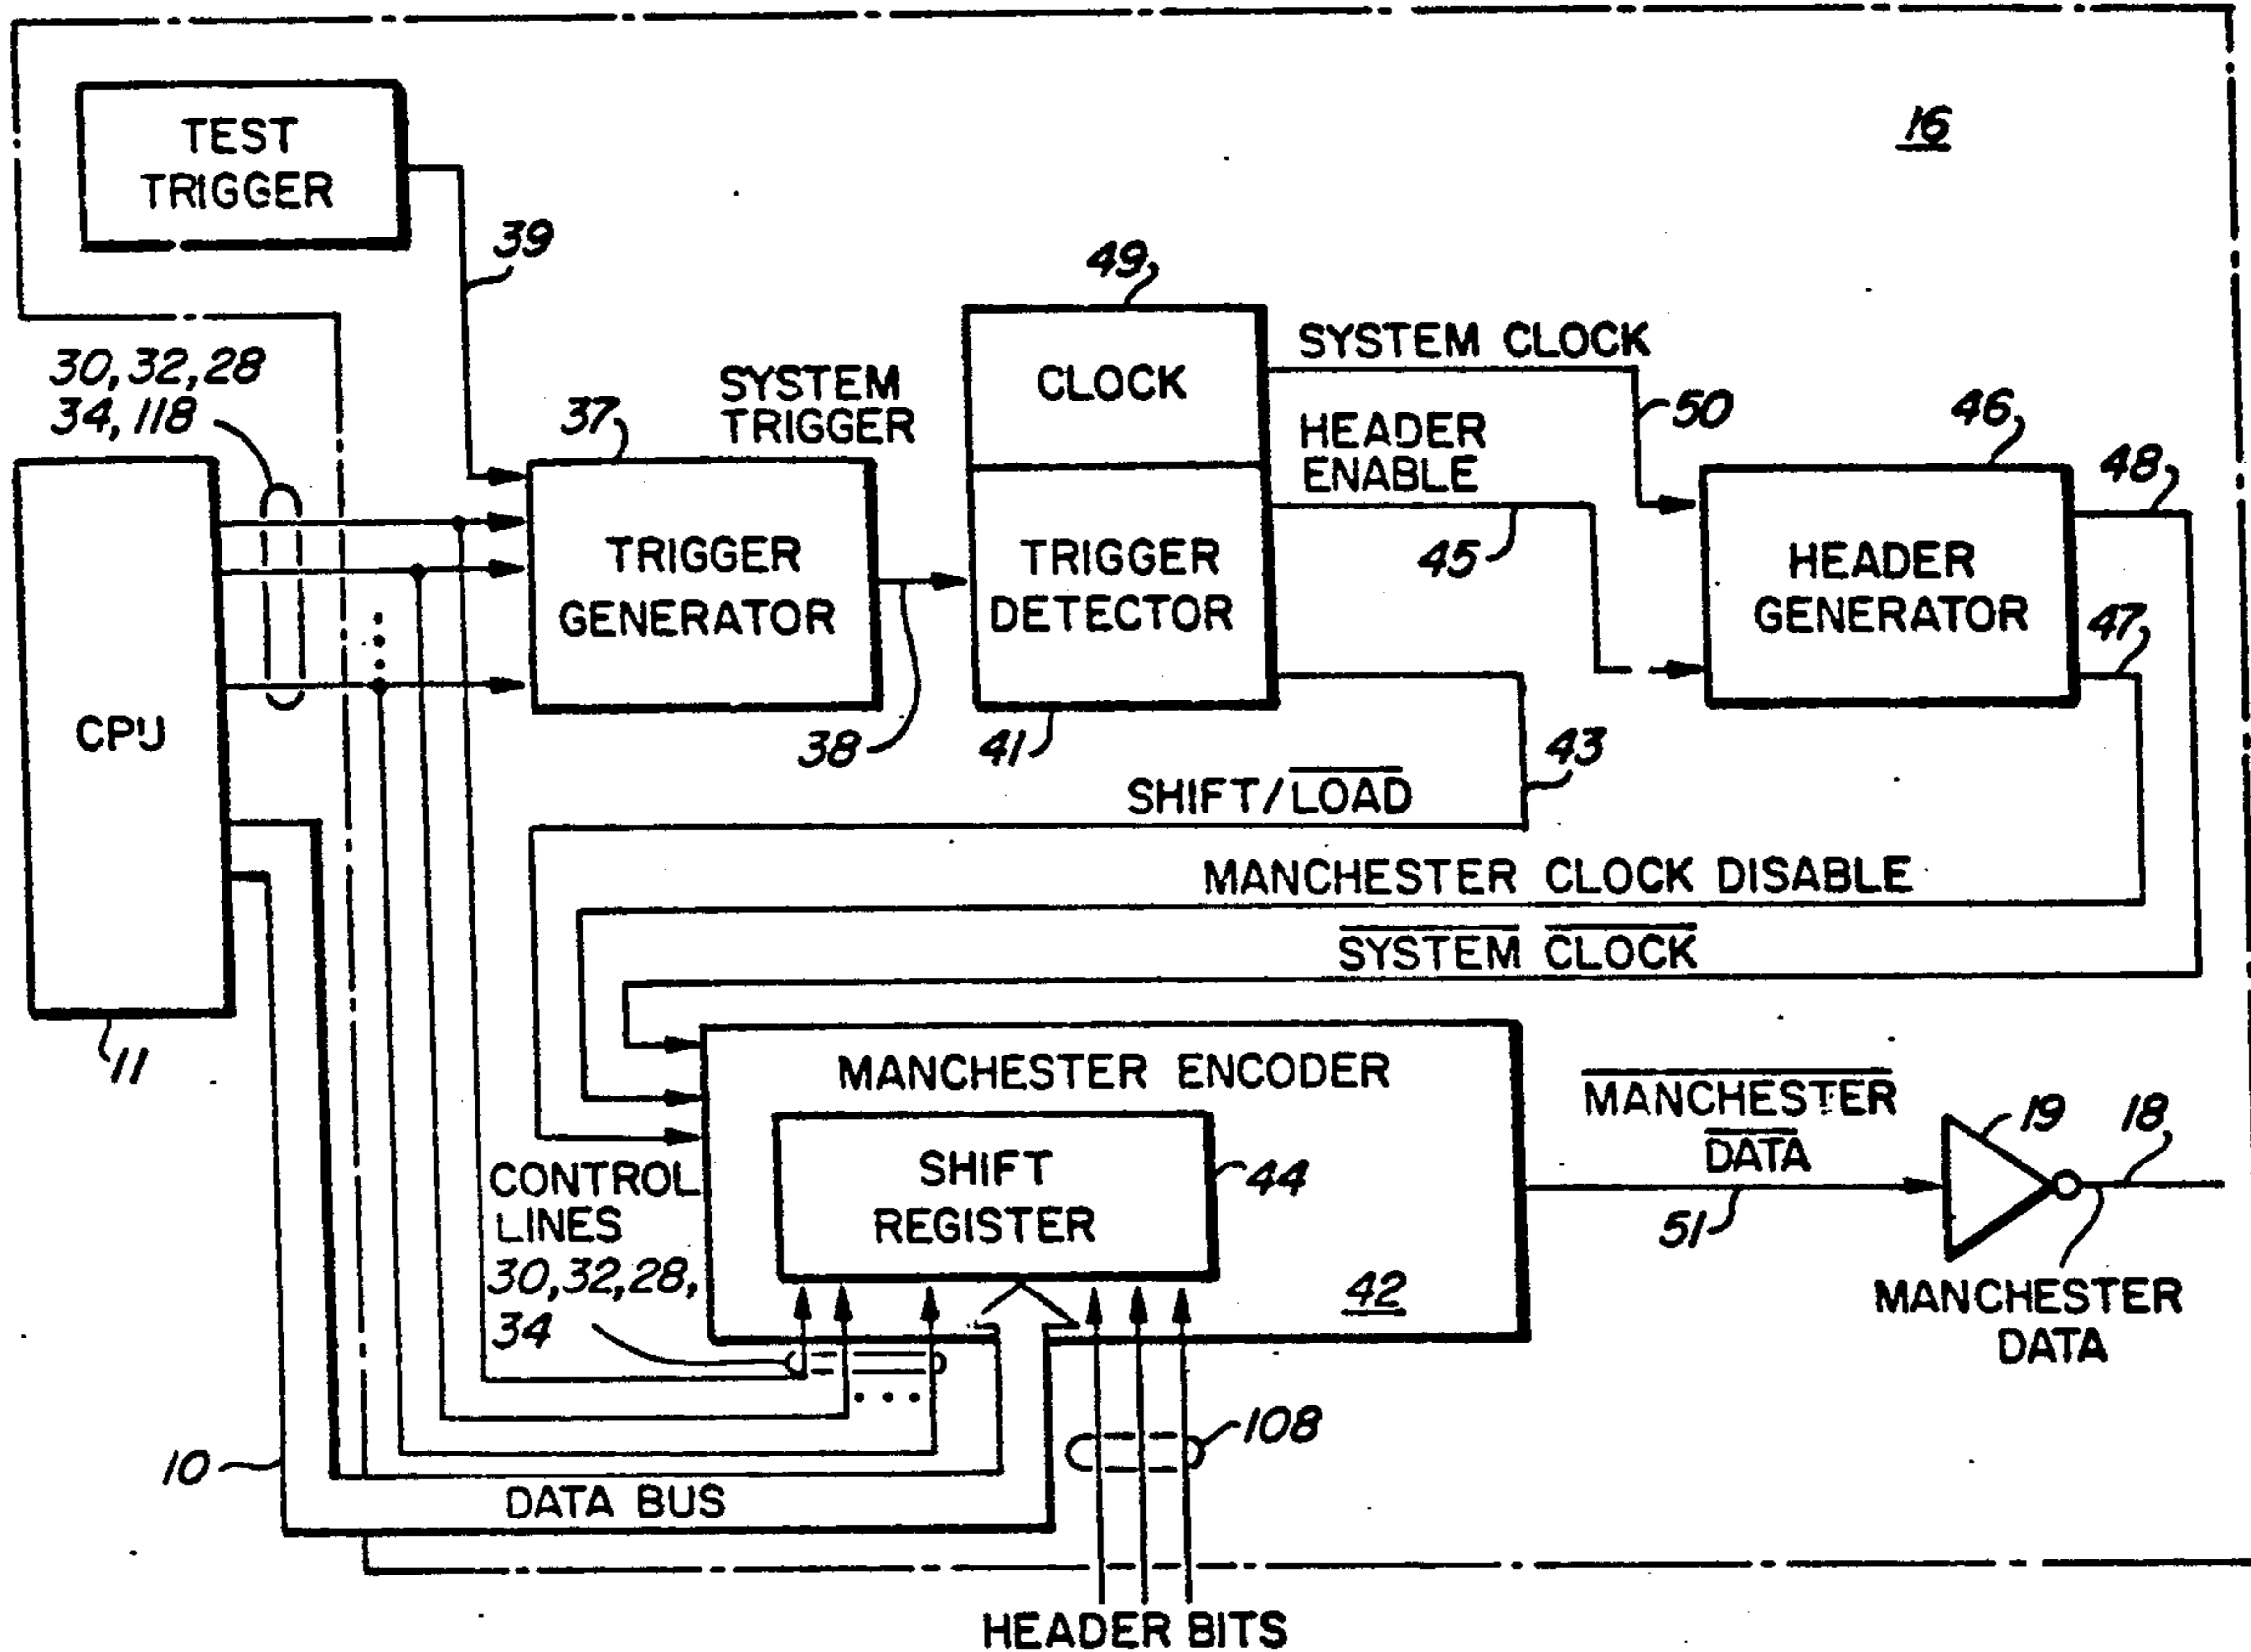 16
TEST
TRIGGER
39
49
SYSTEM CLOCK
30, 32, 28
34, 118
SYSTEM
TRIGGER
CLOCK
HEADER
ENABLE
50
37
46
48
CPU
TRIGGER
GENERATOR
TRIGGER
DETECTOR
45
HEADER
GENERATOR
47
38
41
43
SHIFT/LOAD
MANCHESTER CLOCK DISABLE
SYSTEM CLOCK
11
MANCHESTER ENCODER
MANCHESTER
DATA
19
18
SHIFT
REGISTER
44
CONTROL
LINES
30, 32, 28,
34
51
42
MANCHESTER
DATA
108
10
DATA BUS
HEADER BITS